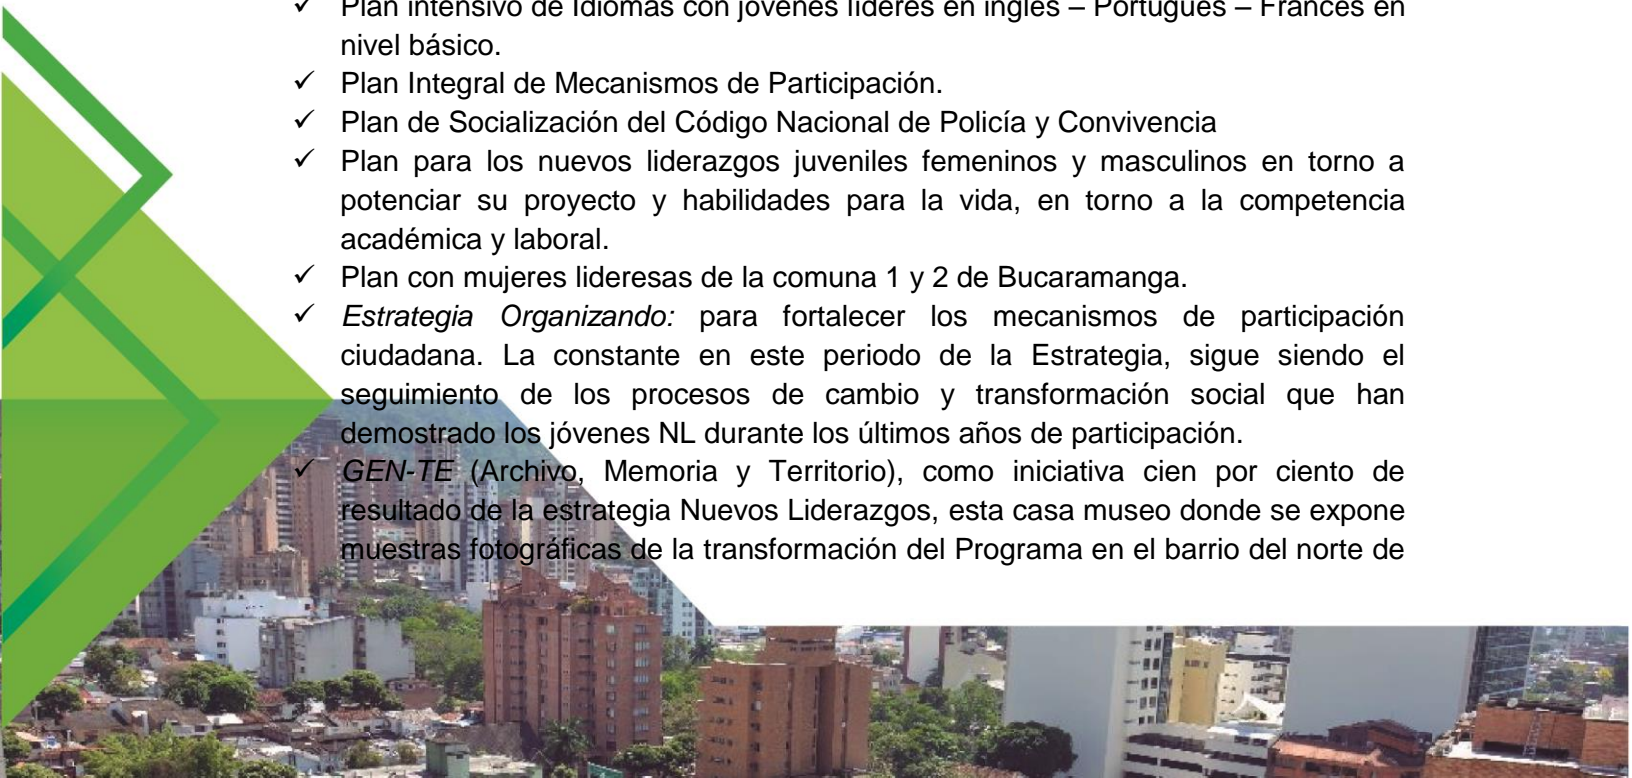 ✓ Plan intensivo de Idiomas con jóvenes líderes en inglés – Portugués – Francés en
nivel básico.
✓ Plan Integral de Mecanismos de Participación.
✓ Plan de Socialización del Código Nacional de Policía y Convivencia
✓ Plan para los nuevos liderazgos juveniles femeninos y masculinos en torno a
potenciar su proyecto y habilidades para la vida, en torno a la competencia
académica y laboral.
✓ Plan con mujeres lideresas de la comuna 1 y 2 de Bucaramanga.
✓ Estrategia Organizando: para fortalecer los mecanismos de participación
ciudadana. La constante en este periodo de la Estrategia, sigue siendo el
seguimiento de los procesos de cambio y transformación social que han
demostrado los jóvenes NL durante los últimos años de participación.
✓ GEN-TE (Archivo, Memoria y Territorio), como iniciativa cien por ciento de
resultado de la estrategia Nuevos Liderazgos, esta casa museo donde se expone
muestras fotográficas de la transformación del Programa en el barrio del norte de